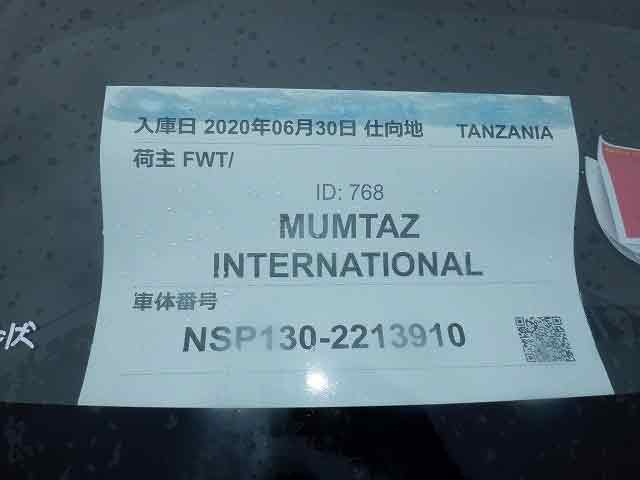 入庫日 2020年06月30日 仕向地 TANZANIA
荷主 FWT/
ID: 768
MUMTAZ
INTERNATIONAL
車体番号
NSP130-2213910